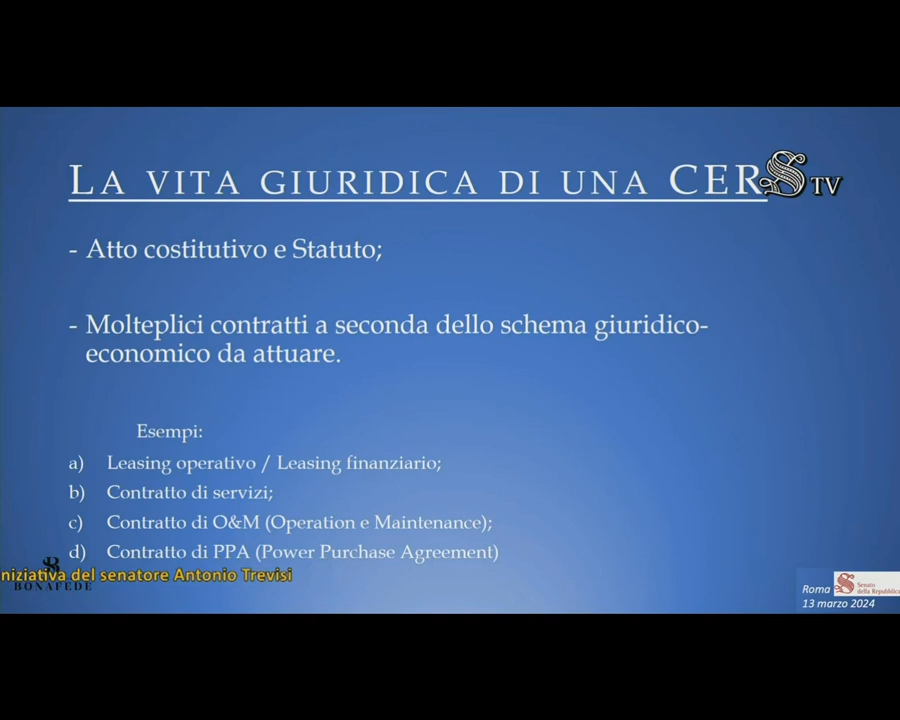 LA VITA GIURIDICA DI UNA CER
S TV
- Atto costitutivo e Statuto;
- Molteplici contratti a seconda dello schema giuridico-
economico da attuare.
Esempi:
a) Leasing operativo / Leasing finanziario;
b) Contratto di servizi;
c) Contratto di O&M (Operation e Maintenance);
d) Contratto di PPA (Power Purchase Agreement)
niziativa del senatore Antonio Trevisi
BONAFEDE
Roma
Senato
della Repubblica
13 marzo 2024